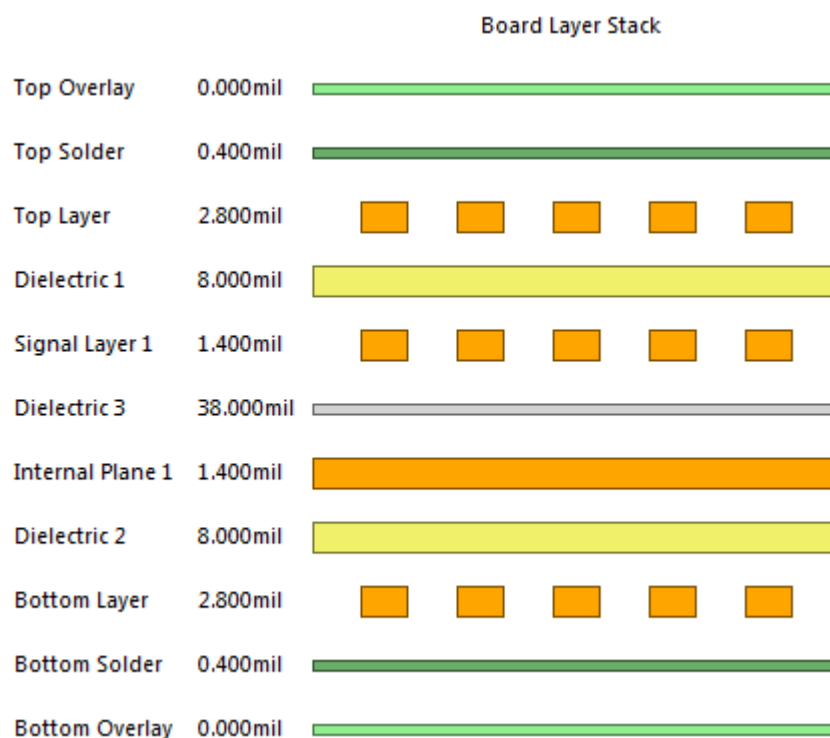 Board Layer Stack
Top Overlay 0.000mil
Top Solder 0.400mil
Top Layer 2.800mil
Dielectric 1 8.000mil
Signal Layer 1 1.400mil
Dielectric 3 38.000mil
Internal Plane 1 1.400mil
Dielectric 2 8.000mil
Bottom Layer 2.800mil
Bottom Solder 0.400mil
Bottom Overlay 0.000mil